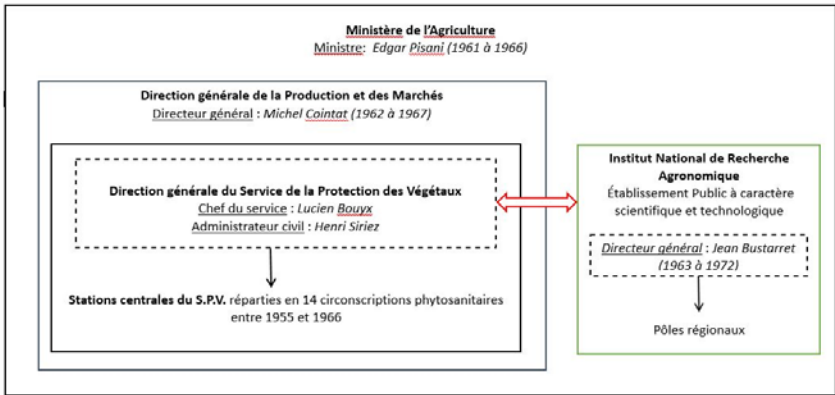 Ministère de l’Agriculture
Ministre: Edgar Pisani (1961 à 1966)
Direction générale de la Production et des Marchés
Directeur général : Michel Cointat (1962 à 1967)
Direction générale du Service de la Protection des Végétaux
Chef du service : Lucien Bouyx
Administrateur civil : Henri Siriez
Stations centrales du S.P.V. réparties en 14 circonscriptions phytosanitaires
entre 1955 et 1966
Institut National de Recherche
Agronomique
Établissement Public à caractère
scientifique et technologique
Directeur général : Jean Bustarret
(1963 à 1972)
Pôles régionaux